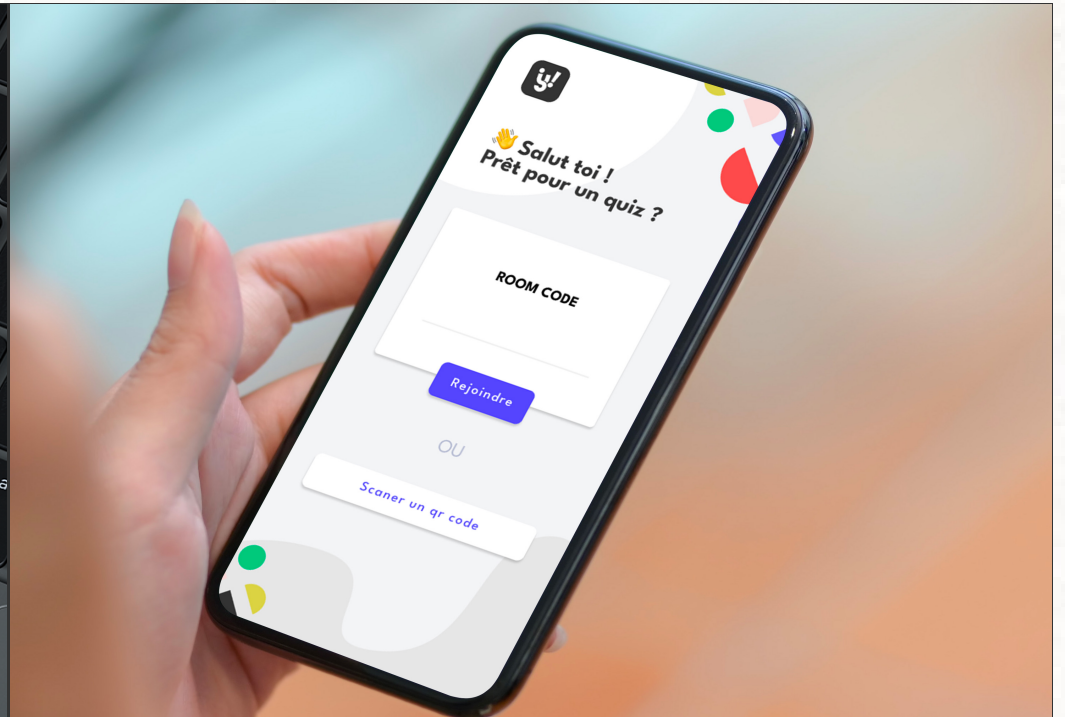 y!
👋 Salut toi !
Prêt pour un quiz ?
ROOM CODE
Rejoindre
OU
Scaner un qr code
a